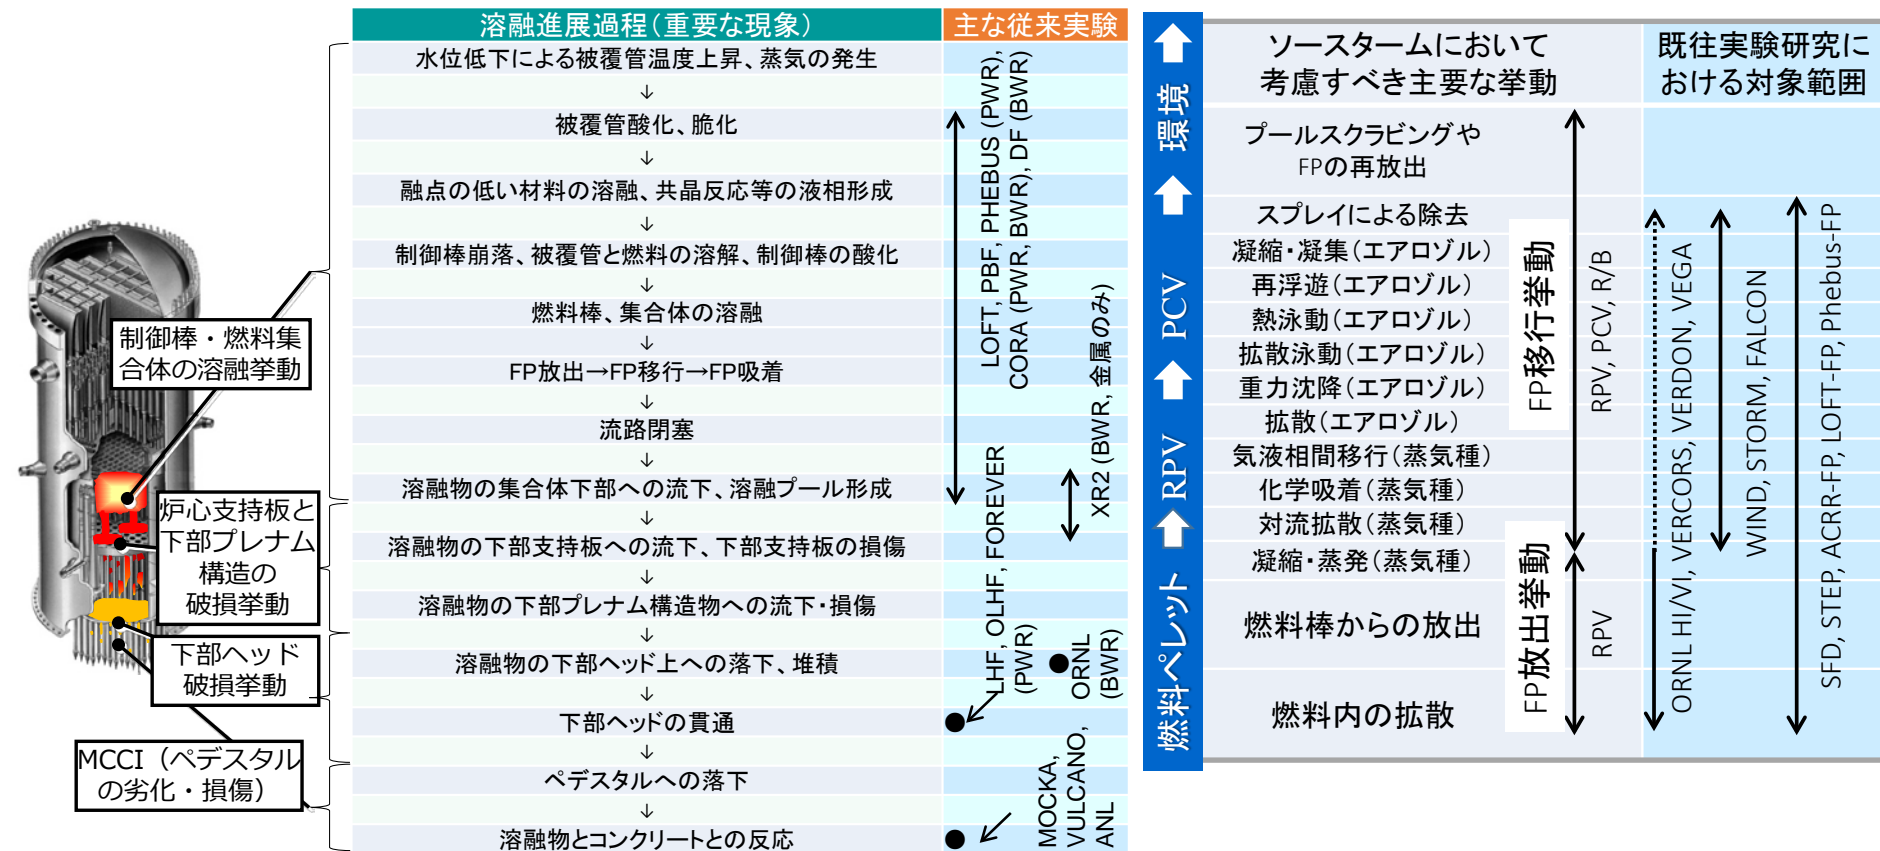 溶融進展過程(重要な現象)
主な従来実験
水位低下による被覆管温度上昇、蒸気の発生
↓
被覆管酸化、脆化
↓
融点の低い材料の溶融、共晶反応等の液相形成
↓
制御棒崩落、被覆管と燃料の溶解、制御棒の酸化
↓
燃料棒、集合体の溶融
↓
FP放出→FP移行→FP吸着
↓
流路閉塞
↓
溶融物の集合体下部への流下、溶融プール形成
↓
溶融物の下部支持板への流下、下部支持板の損傷
↓
溶融物の下部プレナム構造物への流下・損傷
↓
溶融物の下部ヘッド上への落下、堆積
↓
下部ヘッドの貫通
↓
ペデスタルへの落下
↓
溶融物とコンクリートとの反応
LOFT, PBF, PHEBUS (PWR),
CORA (PWR, BWR), DF (BWR)
XR2 (BWR, 金属のみ)
LHF, OLHF, FOREVER
(PWR)
ORNL
(BWR)
MOCKA,
VULCANO,
ANL
制御棒・燃料集
合体の溶融挙動
炉心支持板と
下部プレナム
構造の
破損挙動
下部ヘッド
破損挙動
MCCI（ペデスタル
の劣化・損傷）
環境
PCV
RPV
燃料ペレット
ソースタームにおいて
考慮すべき主要な挙動
既往実験研究に
おける対象範囲
プールスクラビングや
FPの再放出
スプレイによる除去
凝縮・凝集(エアロゾル)
再浮遊(エアロゾル)
熱泳動(エアロゾル)
拡散泳動(エアロゾル)
重力沈降(エアロゾル)
拡散(エアロゾル)
気液相間移行(蒸気種)
化学吸着(蒸気種)
対流拡散(蒸気種)
凝縮・蒸発(蒸気種)
燃料棒からの放出
燃料内の拡散
FP移行挙動
RPV, PCV, R/B
FP放出挙動
RPV
ORNL HI/VI, VERCORS, VERDON, VEGA
WIND, STORM, FALCON
SFD, STEP, ACRR-FP, LOFT-FP, Phebus-FP